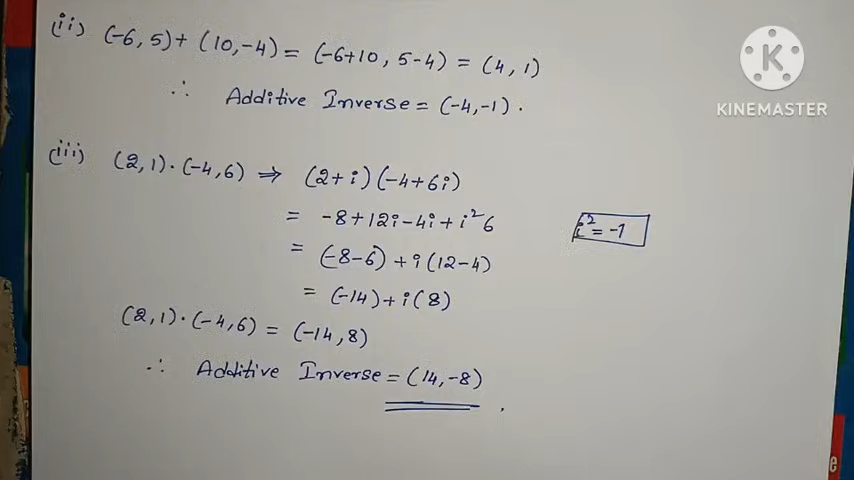 (ii) (-6, 5) + (10, -4) = (-6+10, 5-4) = (4, 1)
∴ Additive Inverse = (-4, -1).
(iii) (2, 1) · (-4, 6) ⇒ (2+i) (-4+6i)
= -8+12i-4i+i²6
i² = -1
= (-8-6) + i(12-4)
= (-14) + i(8)
(2, 1) · (-4, 6) = (-14, 8)
∴ Additive Inverse = (14, -8).
K
KINEMASTER
e